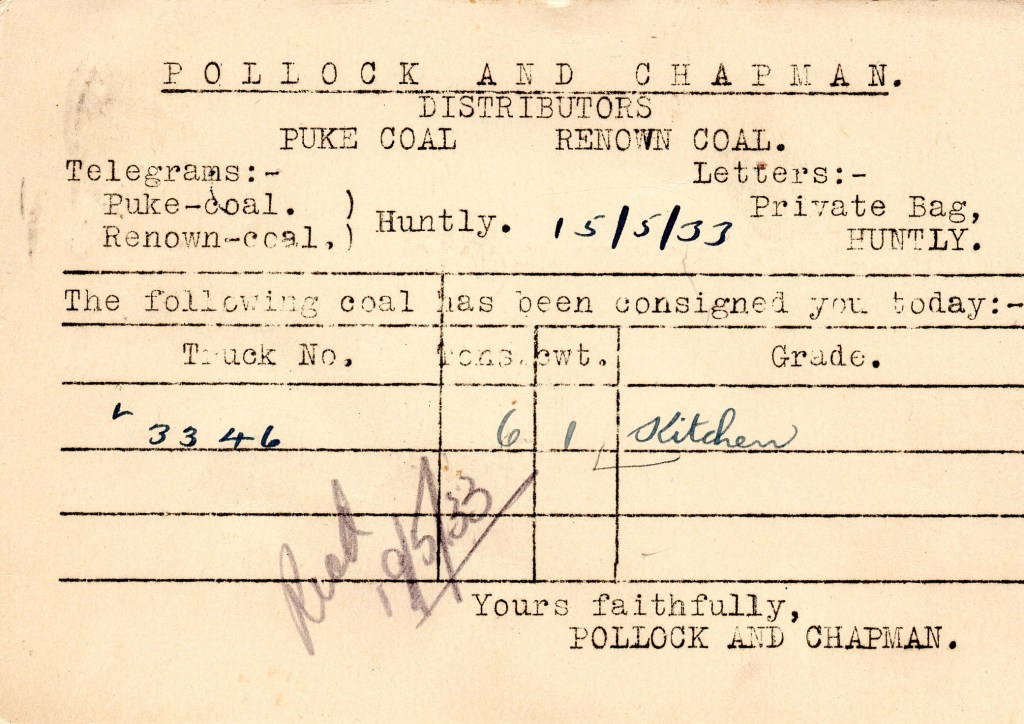 POLLOCK AND CHAPMAN.
DISTRIBUTORS
PUKE COAL RENOWN COAL.
Telegrams:- Letters:-
Puke-coal. ) Private Bag,
Huntly. 15/5/33
Renown-coal,) HUNTLY.
The following coal has been consigned you today:-
Truck No. Tons. cwt. Grade.
L 3346 6 1 Kitchen
Recd
19/5/33
Yours faithfully,
POLLOCK AND CHAPMAN.